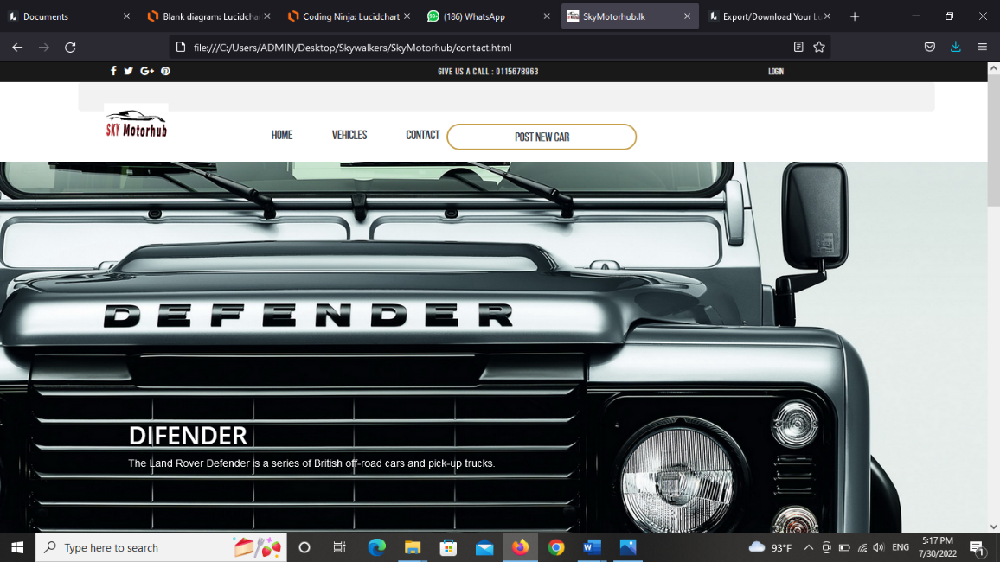 Documents
Blank diagram: Lucidchar
Coding Ninja: Lucidchart
(186) WhatsApp
SkyMotorhub.lk
Export/Download Your Lu
file:///C:/Users/ADMIN/Desktop/Skywalkers/SkyMotorhub/contact.html
GIVE US A CALL : 0115678963
LOGIN
SKY Motorhub
HOME
VEHICLES
CONTACT
POST NEW CAR
DEFENDER
DIFENDER
The Land Rover Defender is a series of British off-road cars and pick-up trucks.
Type here to search
93°F
ENG
5:17 PM
7/30/2022
1